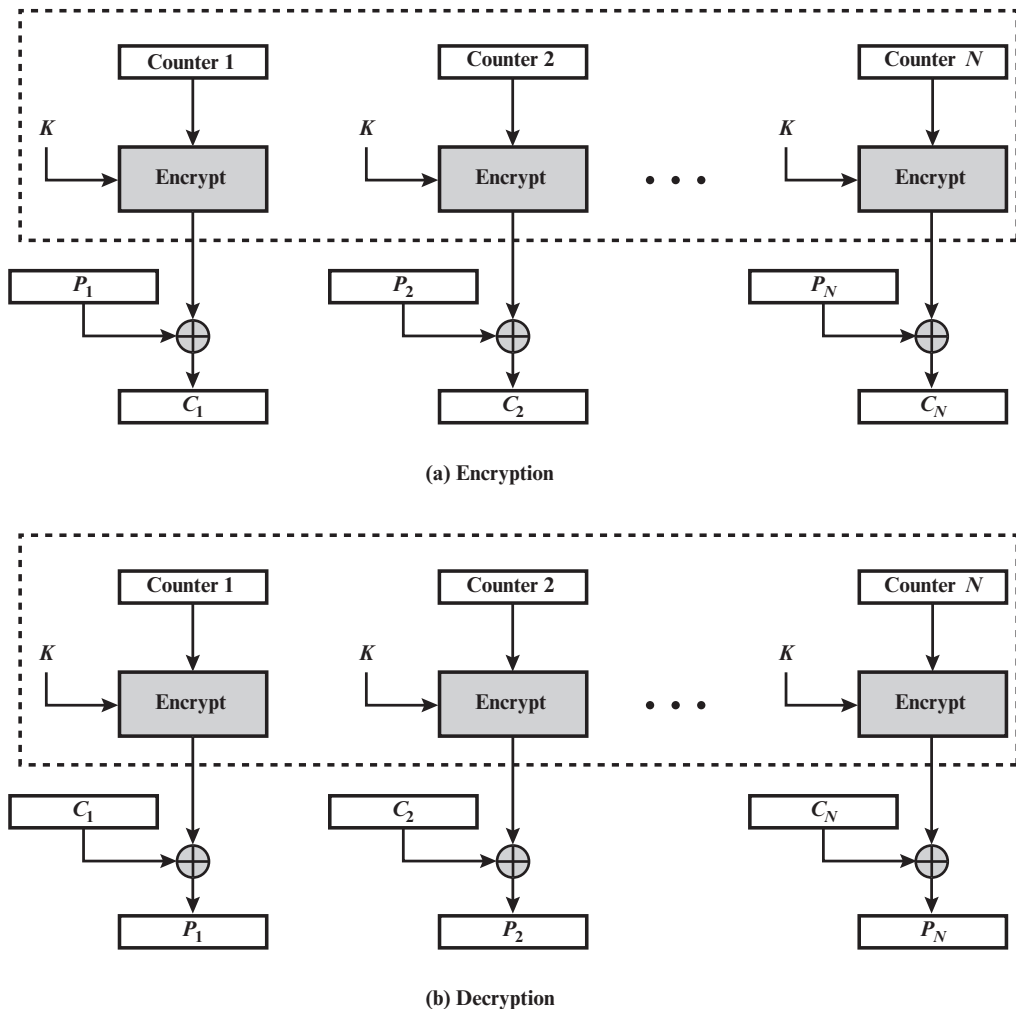 Counter 1 Counter 2 Counter N
K K K
Encrypt Encrypt • • • Encrypt
P1 P2 PN
C1 C2 CN
(a) Encryption
Counter 1 Counter 2 Counter N
K K K
Encrypt Encrypt • • • Encrypt
C1 C2 CN
P1 P2 PN
(b) Decryption